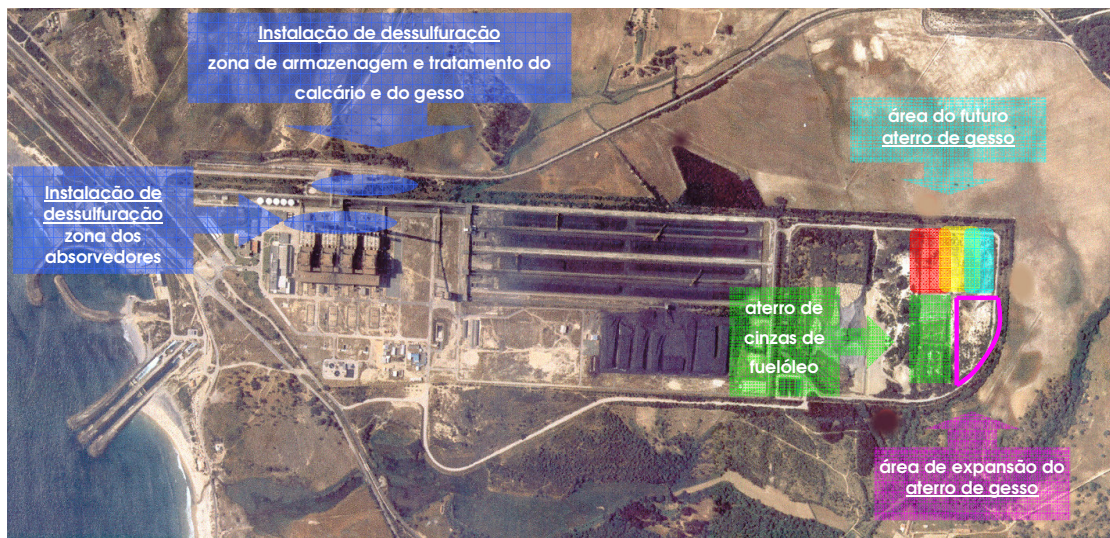 Instalação de dessulfuração
zona de armazenagem e tratamento do
calcário e do gesso
área do futuro
aterro de gesso
Instalação de
dessulfuração
zona dos
absorvedores
aterro de
cinzas de
fuelóleo
área de expansão do
aterro de gesso